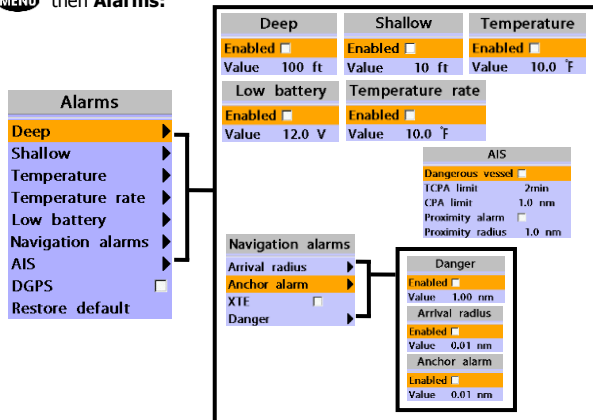 MENU then Alarms:
Deep
Enabled
Value 100 ft
Shallow
Enabled
Value 10 ft
Temperature
Enabled
Value 10.0 °F
Low battery
Enabled
Value 12.0 V
Temperature rate
Enabled
Value 10.0 °F
Alarms
Deep
Shallow
Temperature
Temperature rate
Low battery
Navigation alarms
AIS
DGPS
Restore default
AIS
Dangerous vessel
TCPA limit 2min
CPA limit 1.0 nm
Proximity alarm
Proximity radius 1.0 nm
Navigation alarms
Arrival radius
Anchor alarm
XTE
Danger
Danger
Enabled
Value 1.00 nm
Arrival radius
Enabled
Value 0.01 nm
Anchor alarm
Enabled
Value 0.01 nm